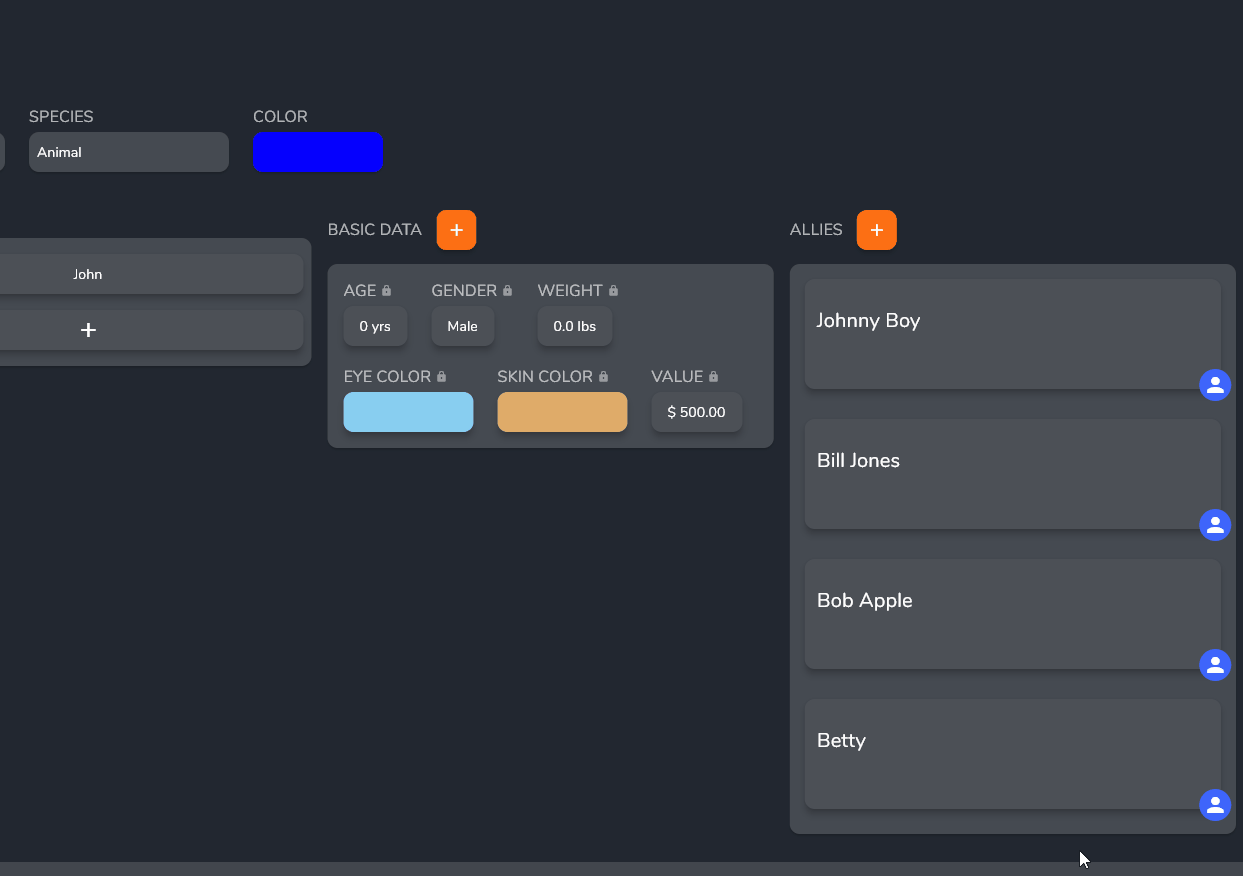 SPECIES
COLOR
Animal
BASIC DATA
+
ALLIES
+
John
+
AGE
GENDER
WEIGHT
0 yrs
Male
0.0 lbs
EYE COLOR
SKIN COLOR
VALUE
$ 500.00
Johnny Boy
Bill Jones
Bob Apple
Betty